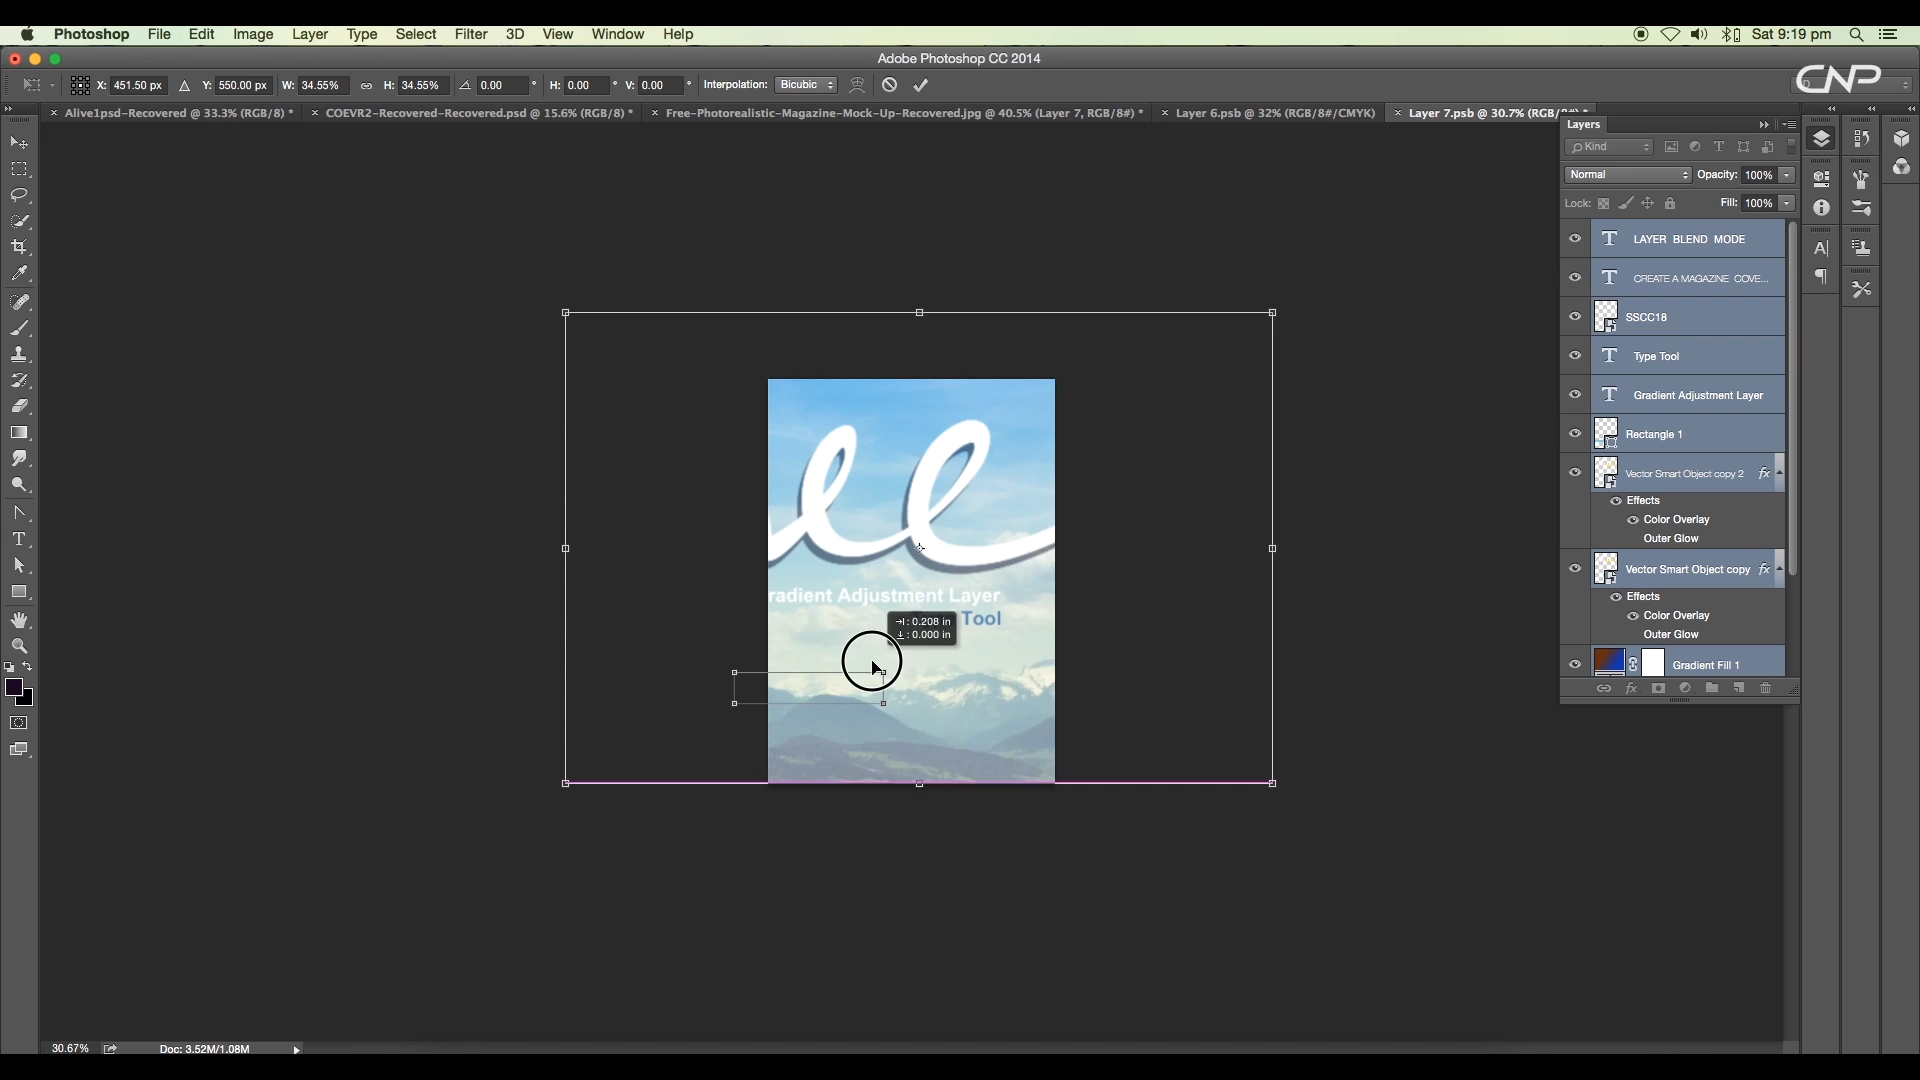 Photoshop File Edit Image Layer Type Select Filter 3D View Window Help Sat 9:19 pm
Adobe Photoshop CC 2014
X: 451.50 px Y: 550.00 px W: 34.55% H: 34.55% 0.00 ° H: 0.00 ° V: 0.00 ° Interpolation: Bicubic
CNP
Alive1psd-Recovered @ 33.3% (RGB/8) * COEVR2-Recovered-Recovered.psd @ 15.6% (RGB/8) * Free-Photorealistic-Magazine-Mock-Up-Recovered.jpg @ 40.5% (Layer 7, RGB/8#) * Layer 6.psb @ 32% (RGB/8#/CMYK) Layer 7.psb @ 30.7% (RGB/
Layers
Kind
Normal Opacity: 100%
Lock: Fill: 100%
LAYER BLEND MODE
CREATE A MAGAZINE COVE...
SSCC18
Type Tool
Gradient Adjustment Layer
Rectangle 1
Vector Smart Object copy 2 fx
Effects
Color Overlay
Outer Glow
Vector Smart Object copy fx
Effects
Color Overlay
Outer Glow
Gradient Fill 1
radient Adjustment Layer
Tool
: 0.208 in
: 0.000 in
30.67% Doc: 3.52M/1.08M